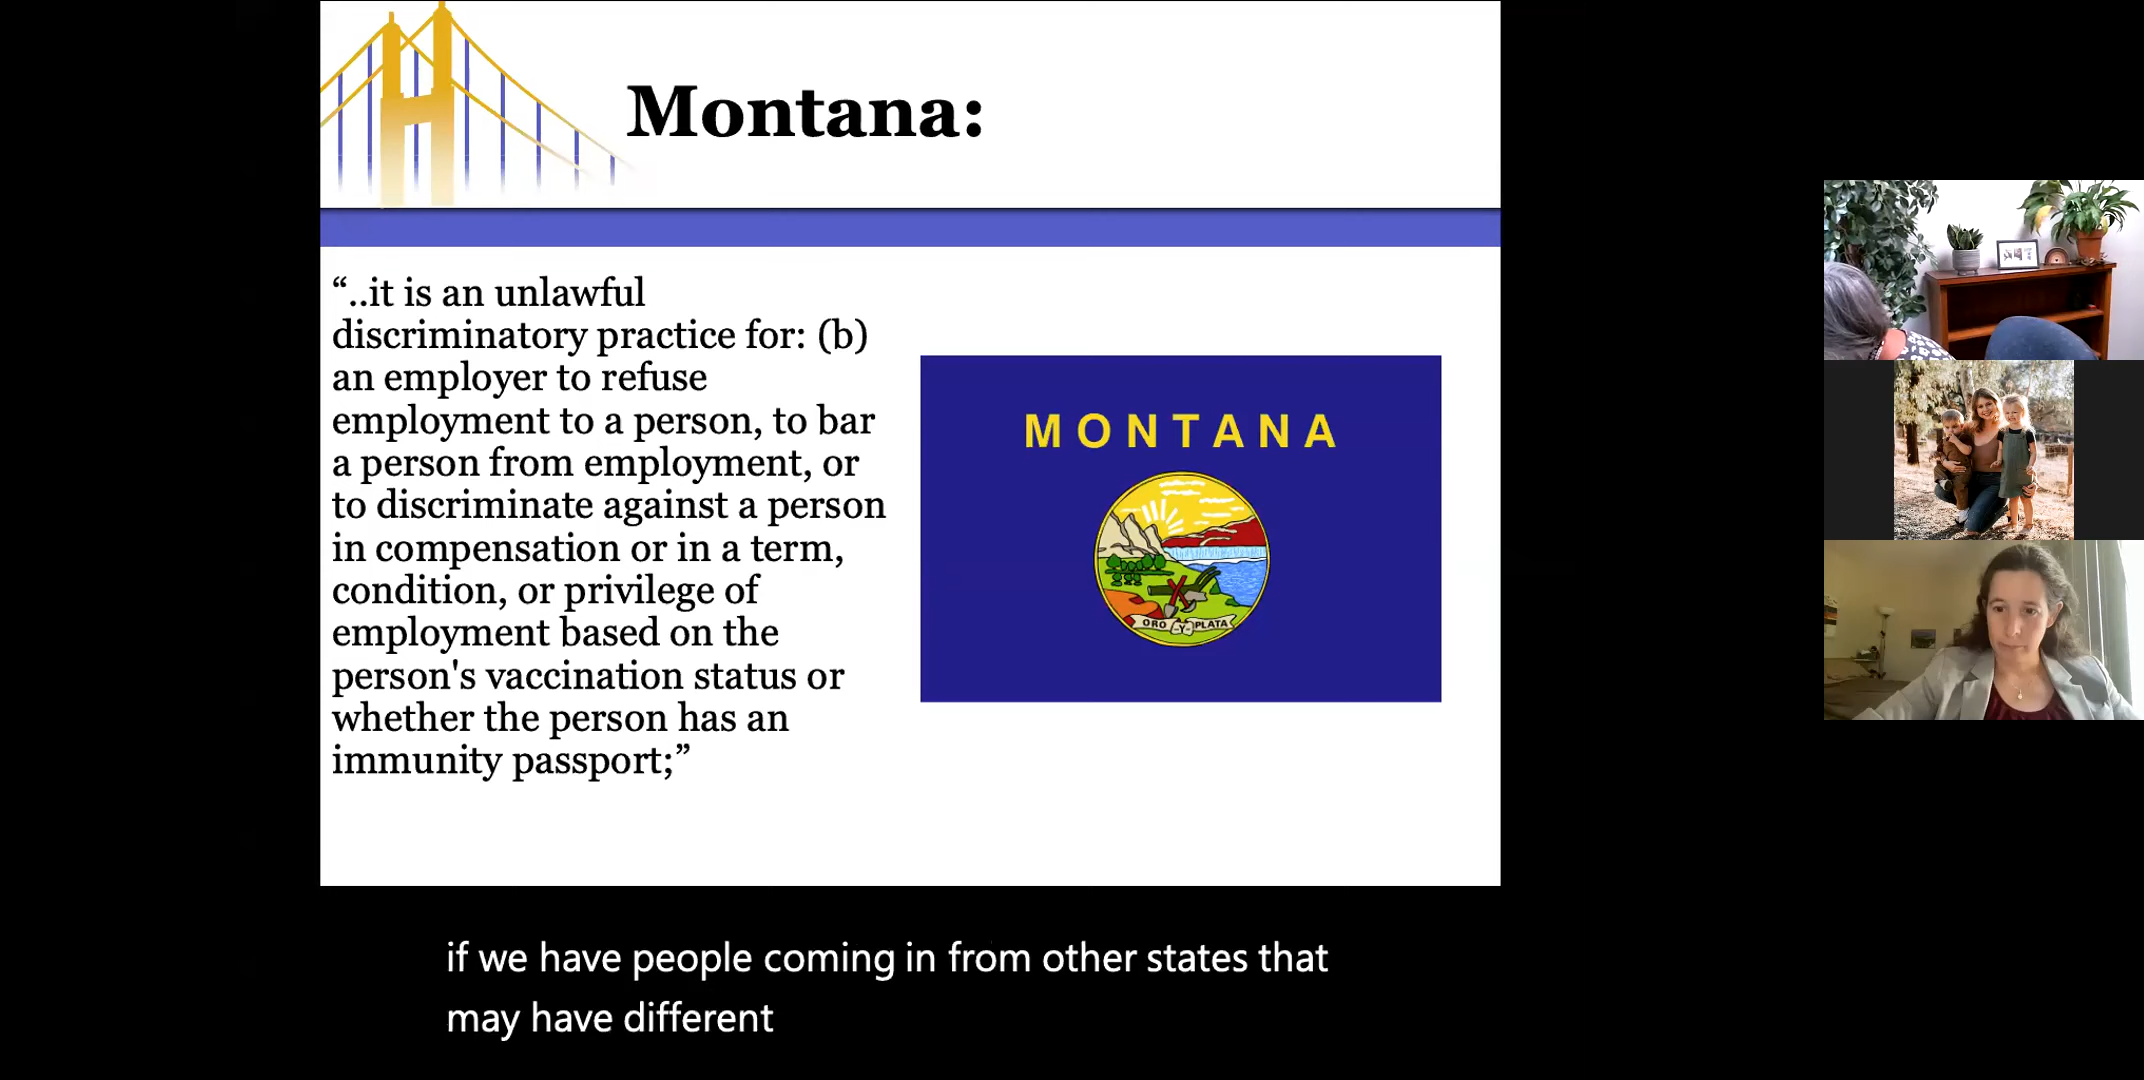 Montana:
“..it is an unlawful
discriminatory practice for: (b)
an employer to refuse
employment to a person, to bar
a person from employment, or
to discriminate against a person
in compensation or in a term,
condition, or privilege of
employment based on the
person's vaccination status or
whether the person has an
immunity passport;”
MONTANA
ORO Y PLATA
if we have people coming in from other states that
may have different